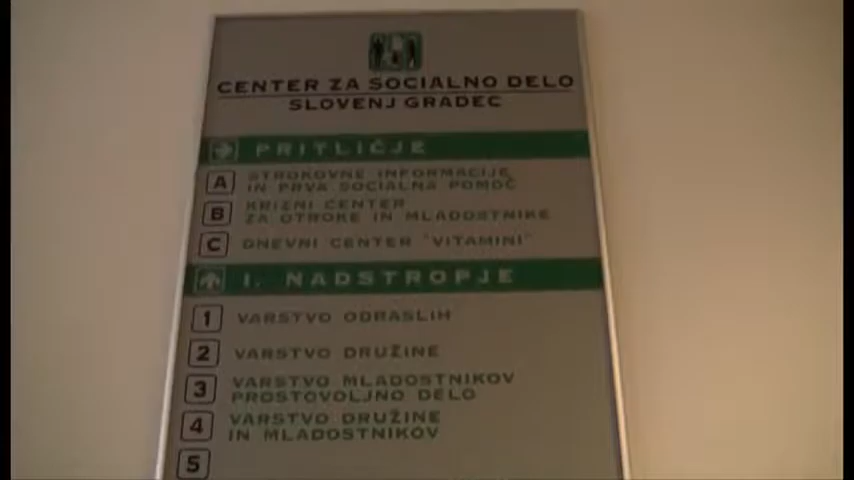 CENTER ZA SOCIALNO DELO
SLOVENJ GRADEC
PRITLIČJE
A STROKOVNE INFORMACIJE
IN PRVA SOCIALNA POMOČ
B KRIZNI CENTER
ZA OTROKE IN MLADOSTNIKE
C DNEVNI CENTER "VITAMINI"
I. NADSTROPJE
1 VARSTVO ODRASLIH
2 VARSTVO DRUŽINE
3 VARSTVO MLADOSTNIKOV
PROSTOVOLJNO DELO
4 VARSTVO DRUŽINE
IN MLADOSTNIKOV
5